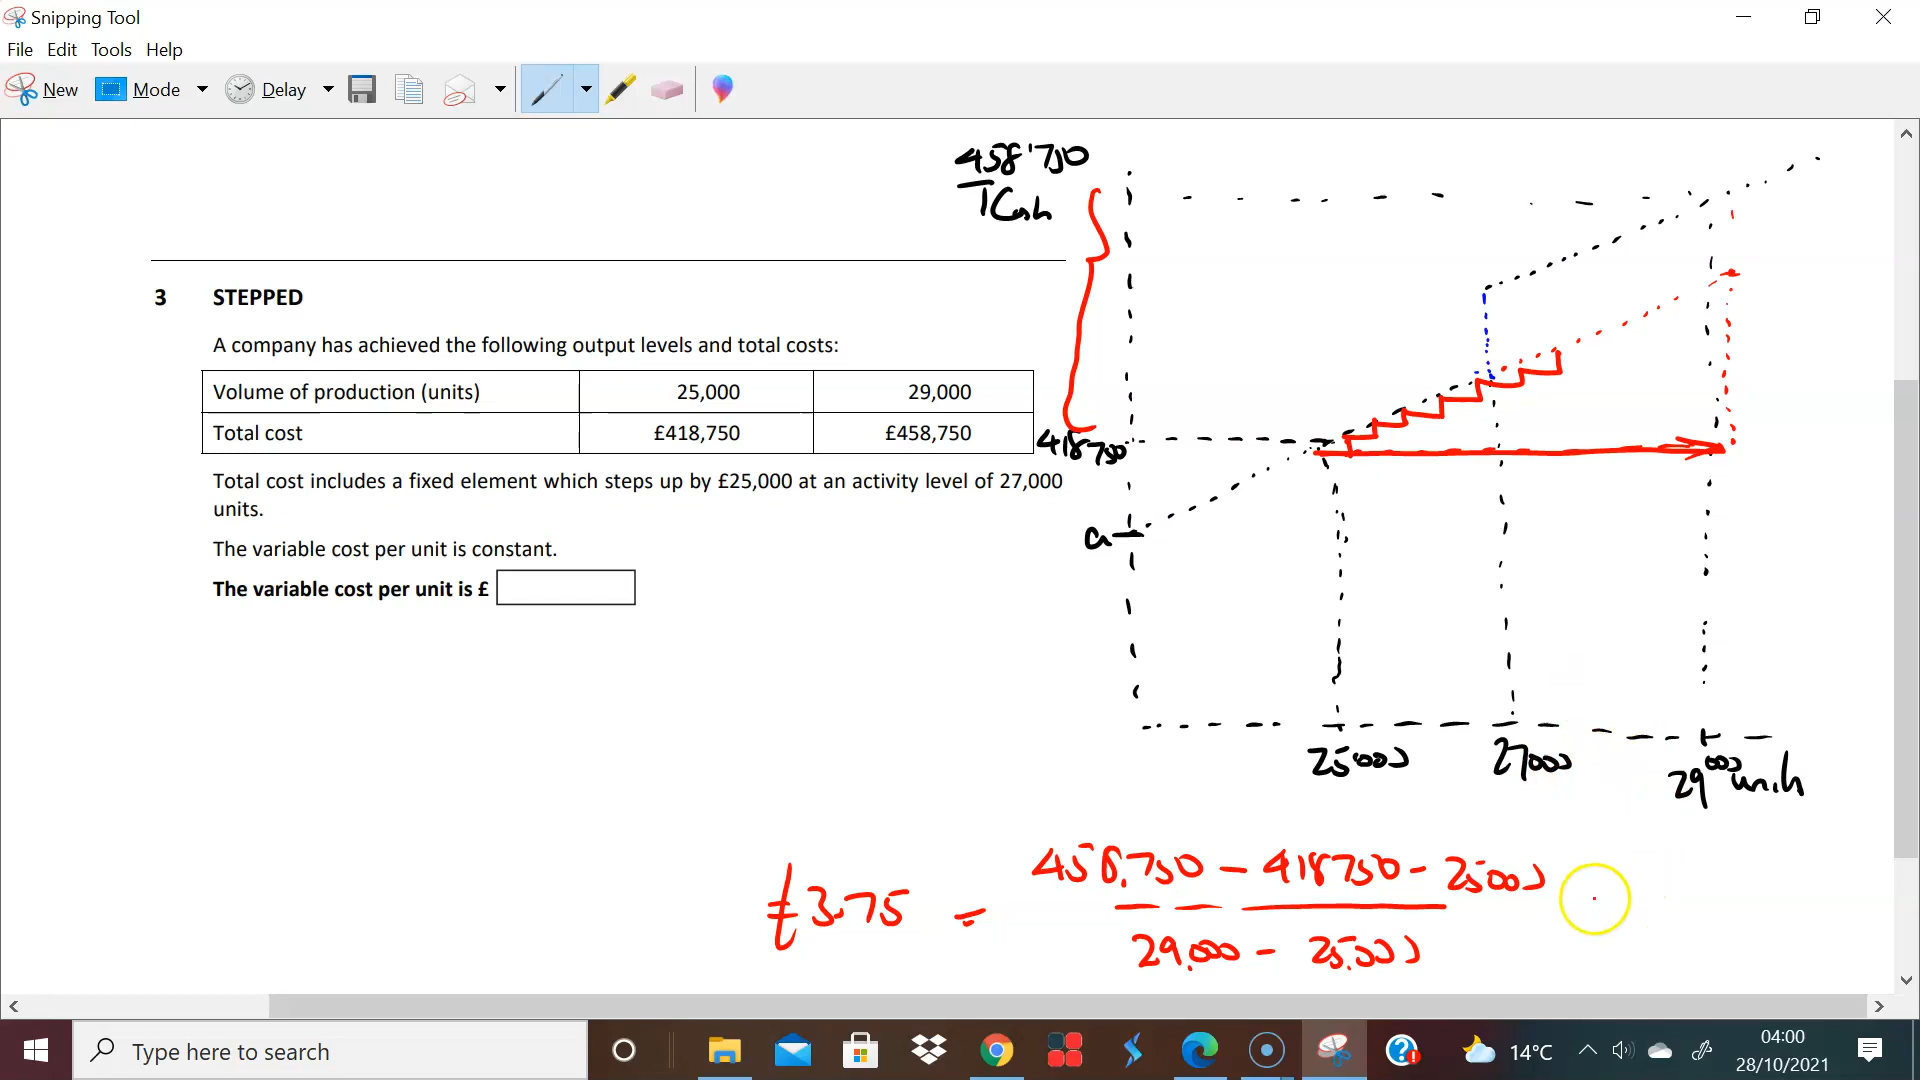 Snipping Tool
File Edit Tools Help
New Mode Delay
458'750
TCosh
3 STEPPED
A company has achieved the following output levels and total costs:
Volume of production (units) 25,000 29,000
Total cost £418,750 £458,750
418750
Total cost includes a fixed element which steps up by £25,000 at an activity level of 27,000
units.
a
The variable cost per unit is constant.
The variable cost per unit is £
25000 27000 29000 units
458,750 - 418750 - 25000
£3.75 =
29,000 - 25,000
Type here to search
14°C
04:00
28/10/2021